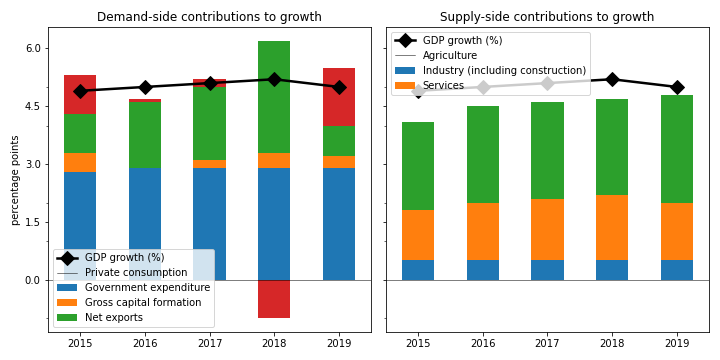 Demand-side contributions to growth
percentage points
6.0
4.5
3.0
1.5
0.0
GDP growth (%)
Private consumption
Government expenditure
Gross capital formation
Net exports
2015 2016 2017 2018 2019
Supply-side contributions to growth
GDP growth (%)
Agriculture
Industry (including construction)
Services
2015 2016 2017 2018 2019